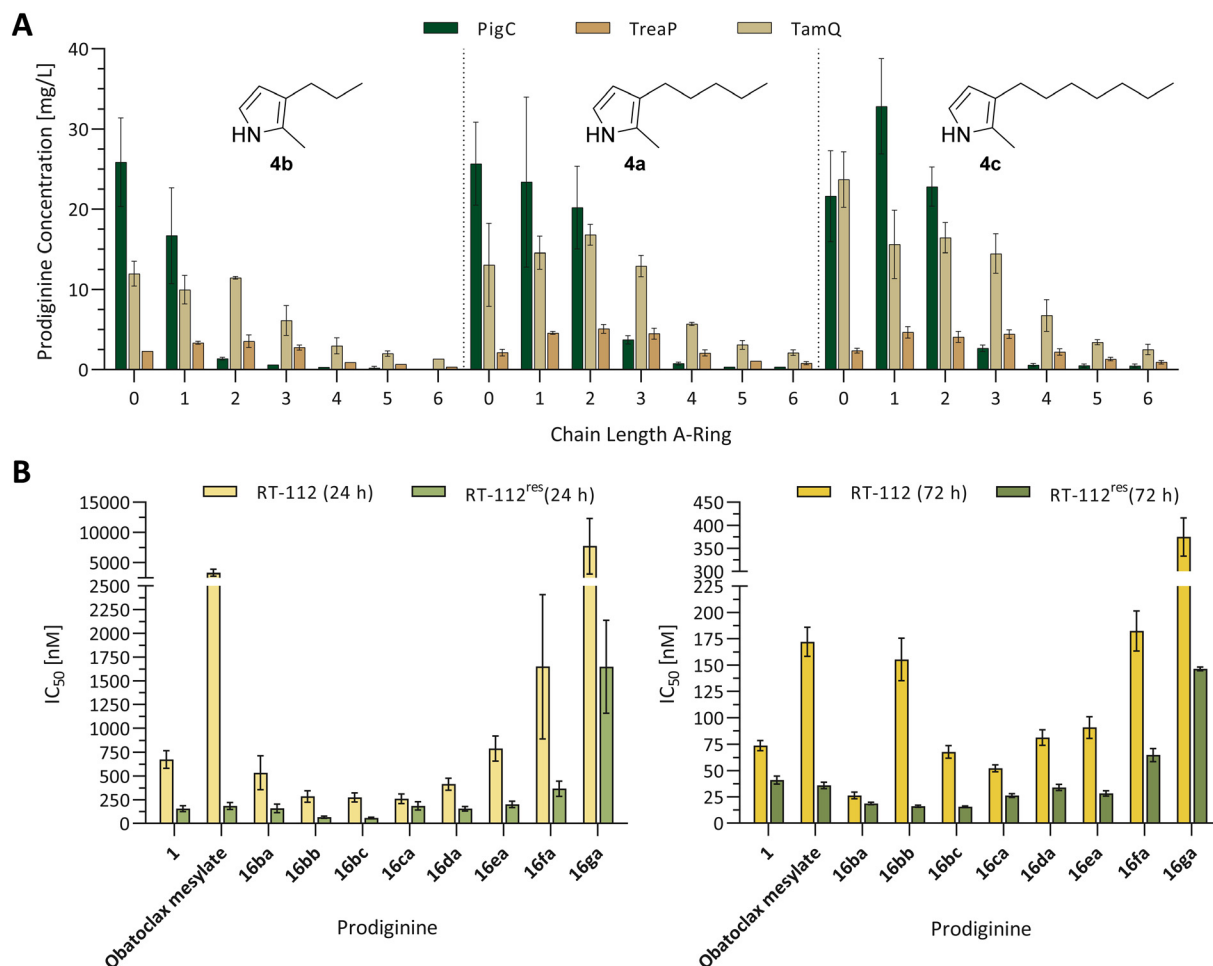 A
PigC TreaP TamQ
Prodiginine Concentration [mg/L]
40
30
20
10
0
HN
4b
HN
4a
HN
4c
0 1 2 3 4 5 6 0 1 2 3 4 5 6 0 1 2 3 4 5 6
Chain Length A-Ring
B
RT-112 (24 h) RT-112res(24 h)
IC50 [nM]
15000
10000
5000
2500
2250
2000
1750
1500
1250
1000
750
500
250
0
1 Obatoclax mesylate 16ba 16bb 16bc 16ca 16da 16ea 16fa 16ga
Prodiginine
RT-112 (72 h) RT-112res(72 h)
IC50 [nM]
450
400
350
300
200
175
150
125
100
75
50
25
0
1 Obatoclax mesylate 16ba 16bb 16bc 16ca 16da 16ea 16fa 16ga
Prodiginine